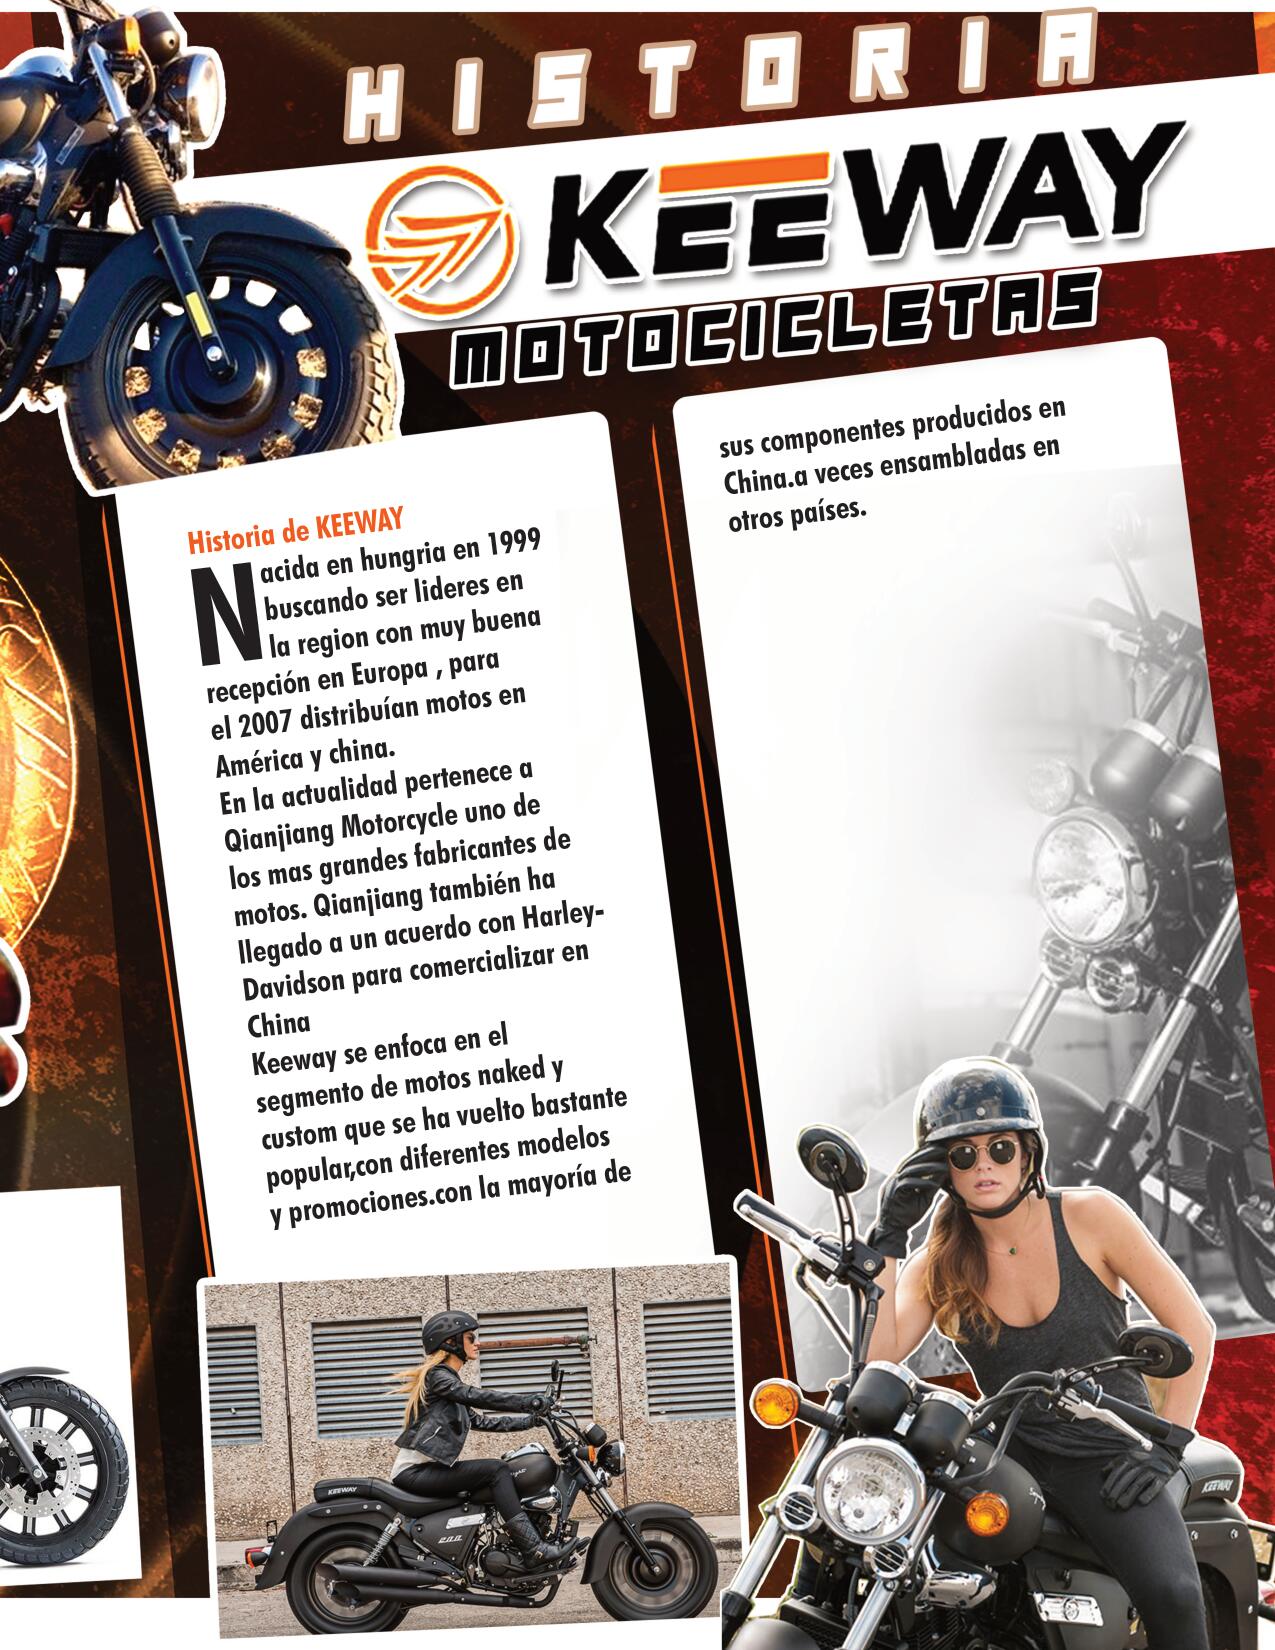 HISTORIA
KEEWAY
MOTOCICLETAS
Historia de KEEWAY
Nacida en hungria en 1999
buscando ser lideres en
la region con muy buena
recepción en Europa , para
el 2007 distribuían motos en
América y china.
En la actualidad pertenece a
Qianjiang Motorcycle uno de
los mas grandes fabricantes de
motos. Qianjiang también ha
llegado a un acuerdo con Harley-
Davidson para comercializar en
China
Keeway se enfoca en el
segmento de motos naked y
custom que se ha vuelto bastante
popular,con diferentes modelos
y promociones.con la mayoría de
sus componentes producidos en
China.a veces ensambladas en
otros países.
KEEWAY
200
KEEWAY